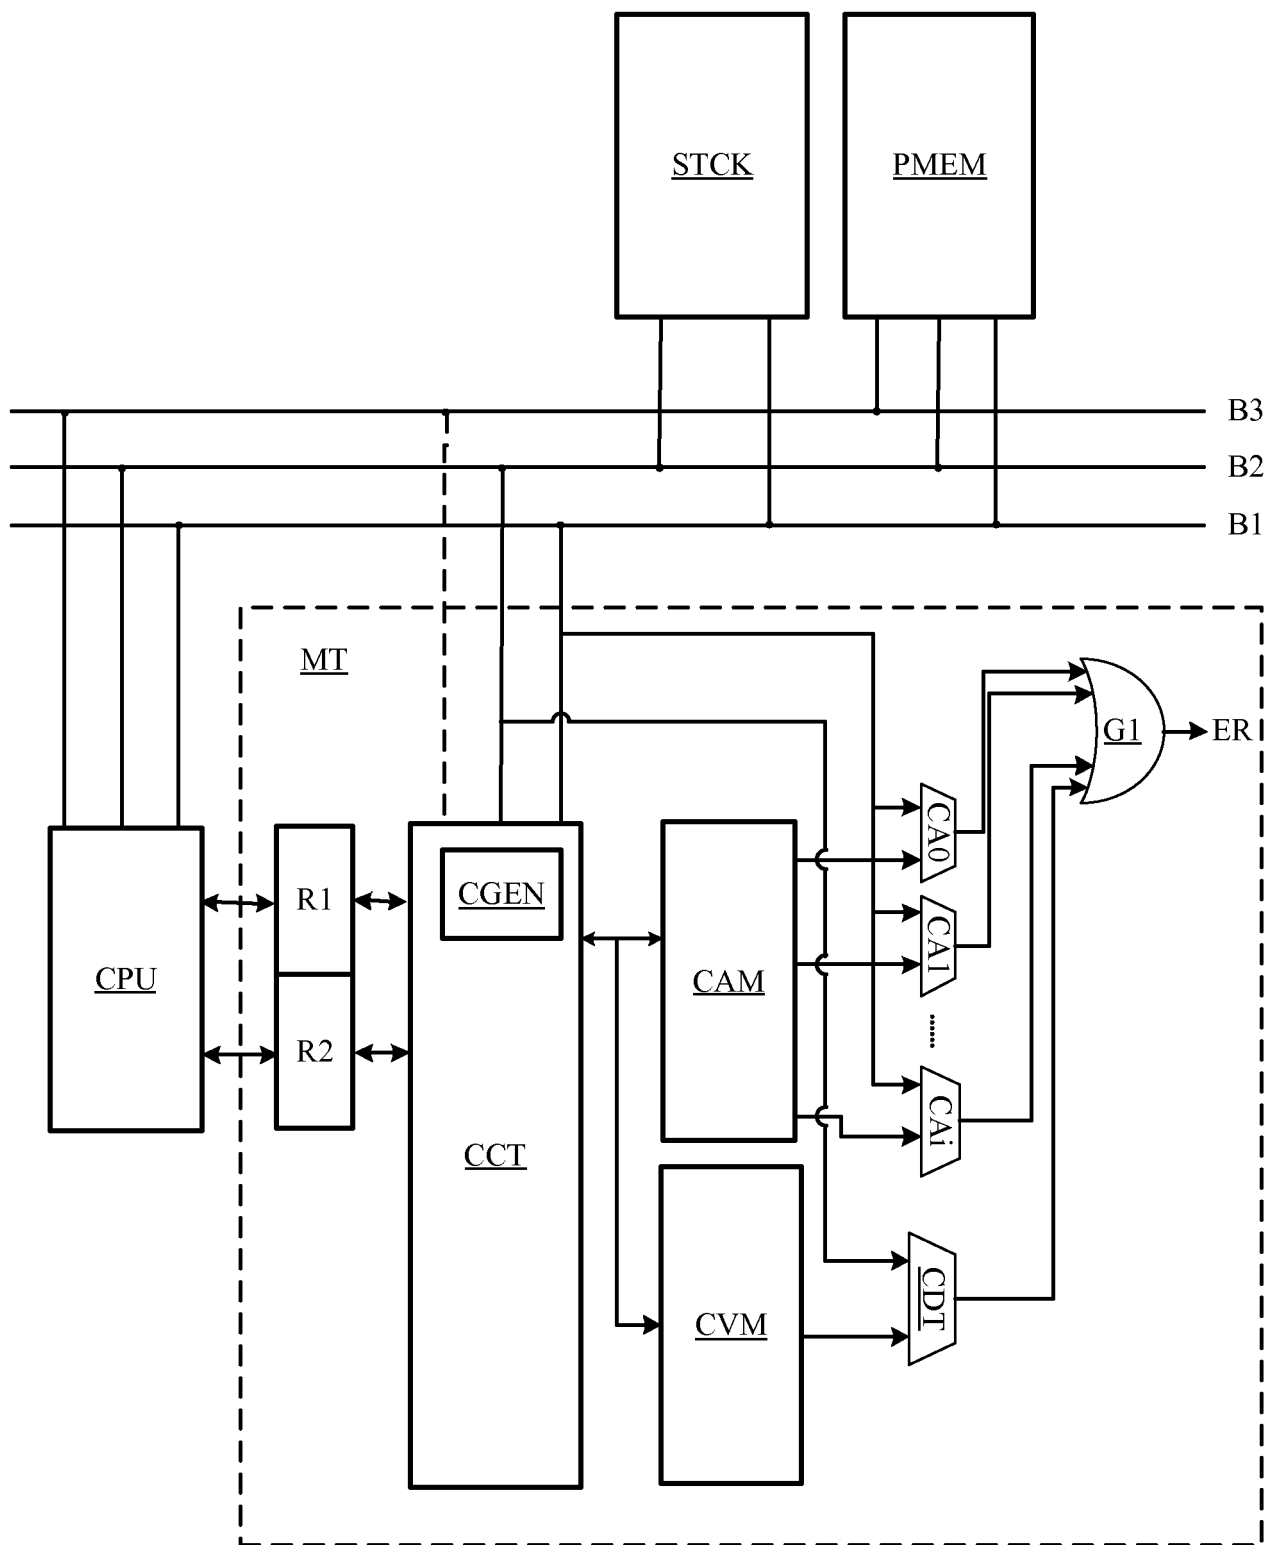 STCK
PMEM
B3
B2
B1
MT
G1
ER
CA0
R1
CGEN
CA1
CPU
CAM
R2
CAi
CCT
CDT
CVM